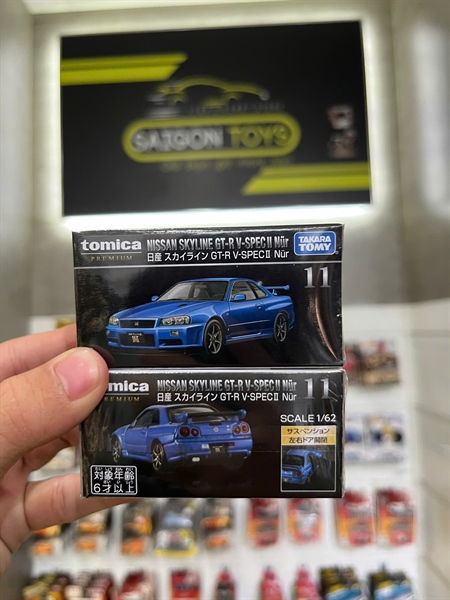 SAIGON TOYS
tomica
PREMIUM
NISSAN SKYLINE GT-R V-SPECⅡ Nür
日産 スカイライン GT-R V-SPECⅡ Nür
TAKARA
TOMY
11
tomica
PREMIUM
NISSAN SKYLINE GT-R V-SPECⅡ Nür
日産 スカイライン GT-R V-SPECⅡ Nür
11
SCALE 1/62
サスペンション
左右ドア開閉
対象年齢
6才以上